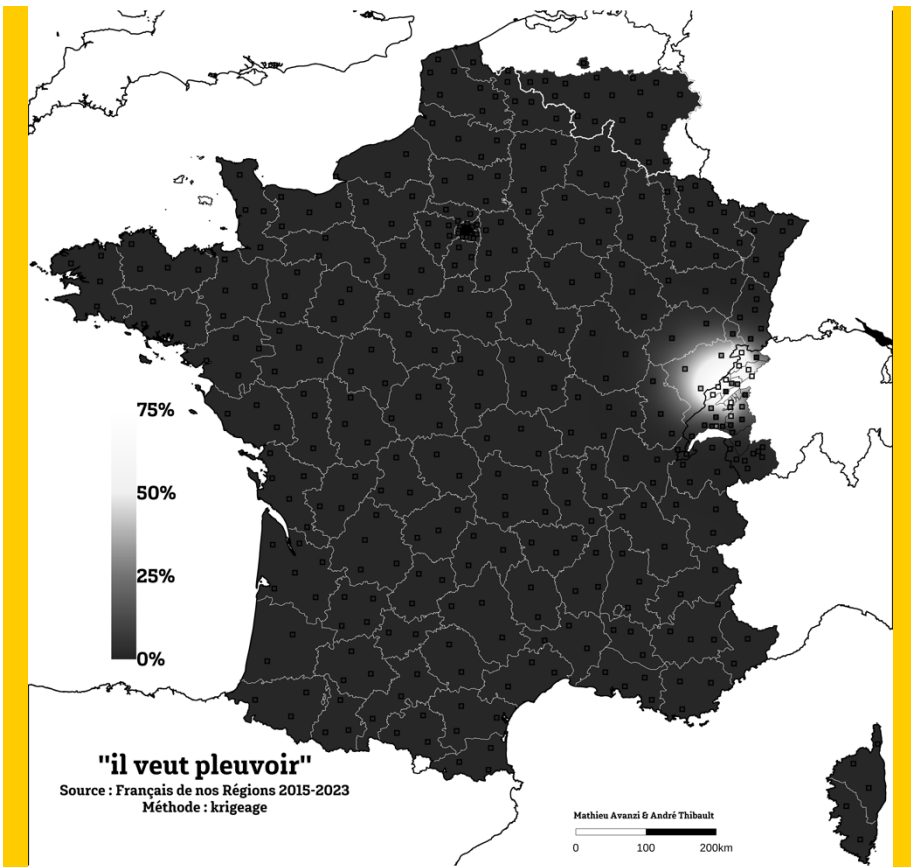 75%
50%
25%
0%
"il veut pleuvoir"
Source : Français de nos Régions 2015-2023
Méthode : krigeage
Mathieu Avanzi & André Thibault
0 100 200km